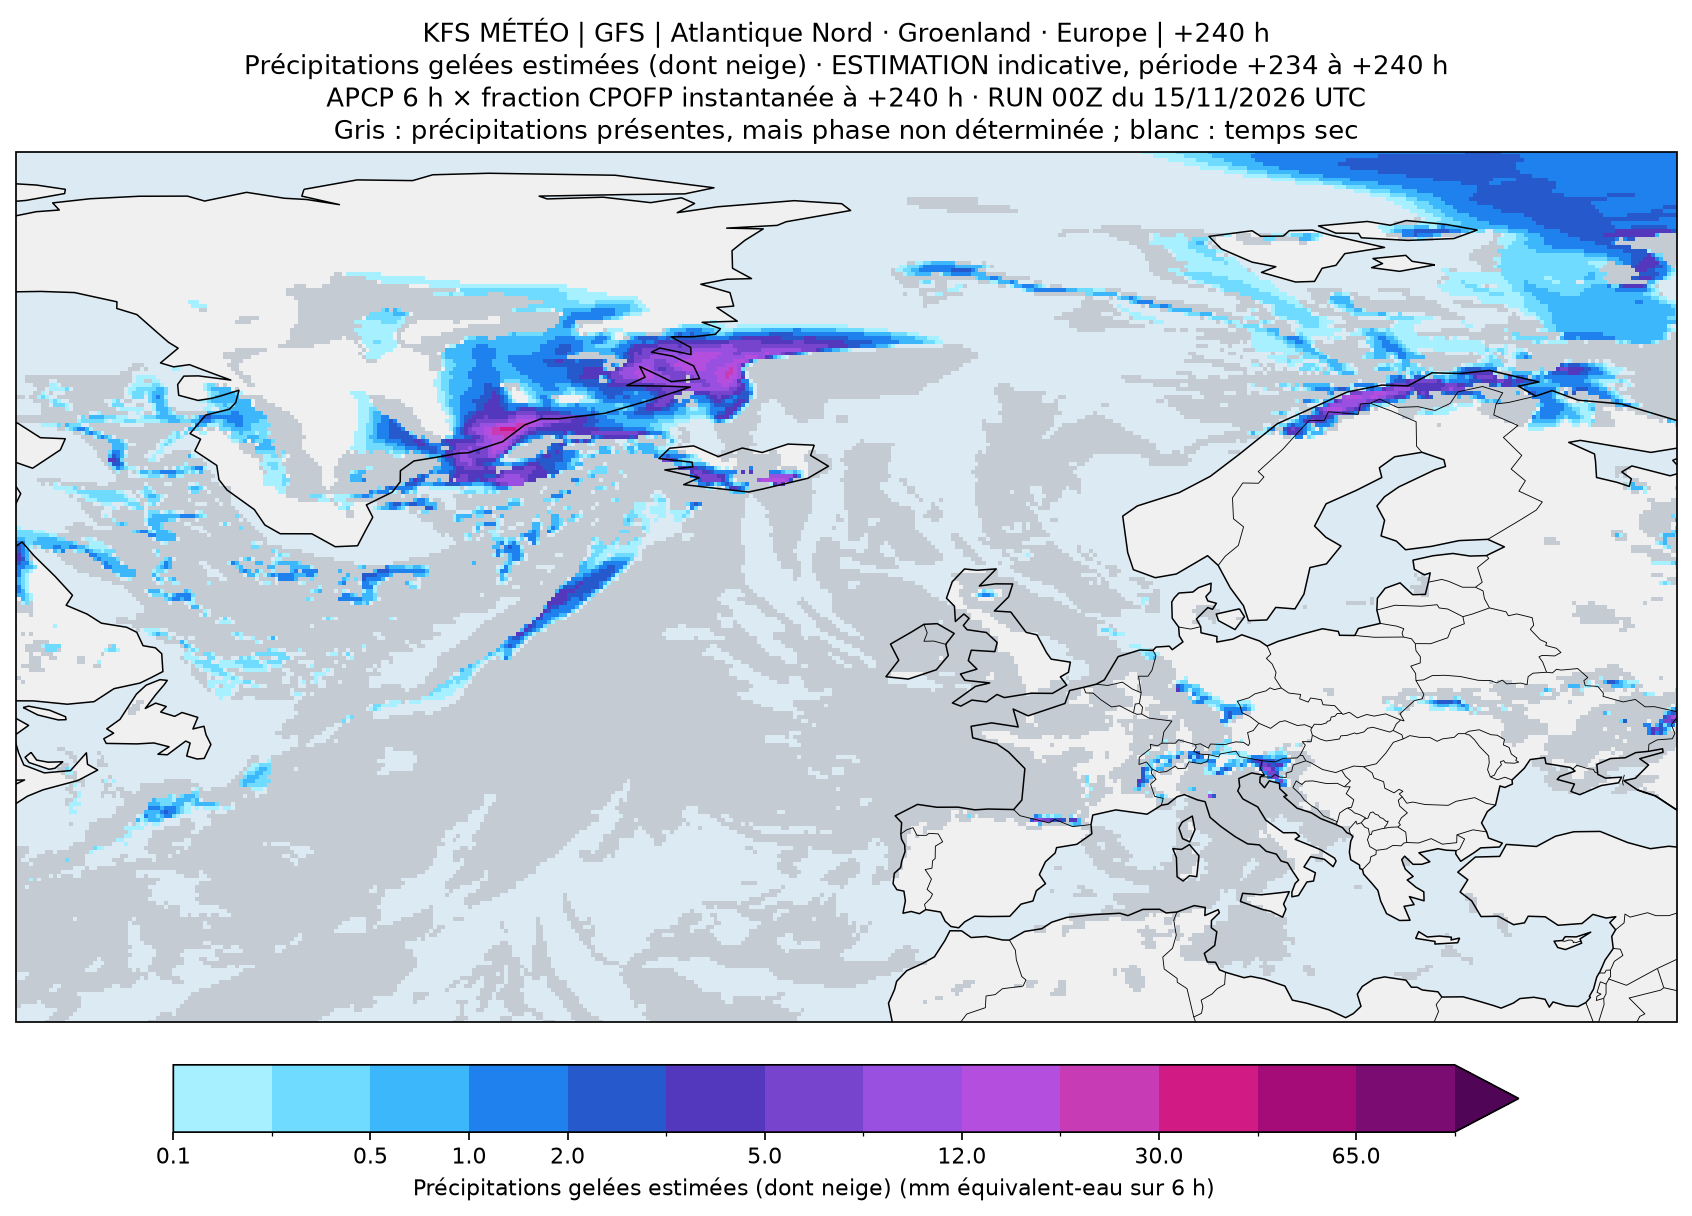 KFS MÉTÉO | GFS | Atlantique Nord · Groenland · Europe | +240 h
Précipitations gelées estimées (dont neige) · ESTIMATION indicative, période +234 à +240 h
APCP 6 h × fraction CPOFP instantanée à +240 h · RUN 00Z du 15/11/2026 UTC
Gris : précipitations présentes, mais phase non déterminée ; blanc : temps sec
0.1 0.5 1.0 2.0 5.0 12.0 30.0 65.0
Précipitations gelées estimées (dont neige) (mm équivalent-eau sur 6 h)